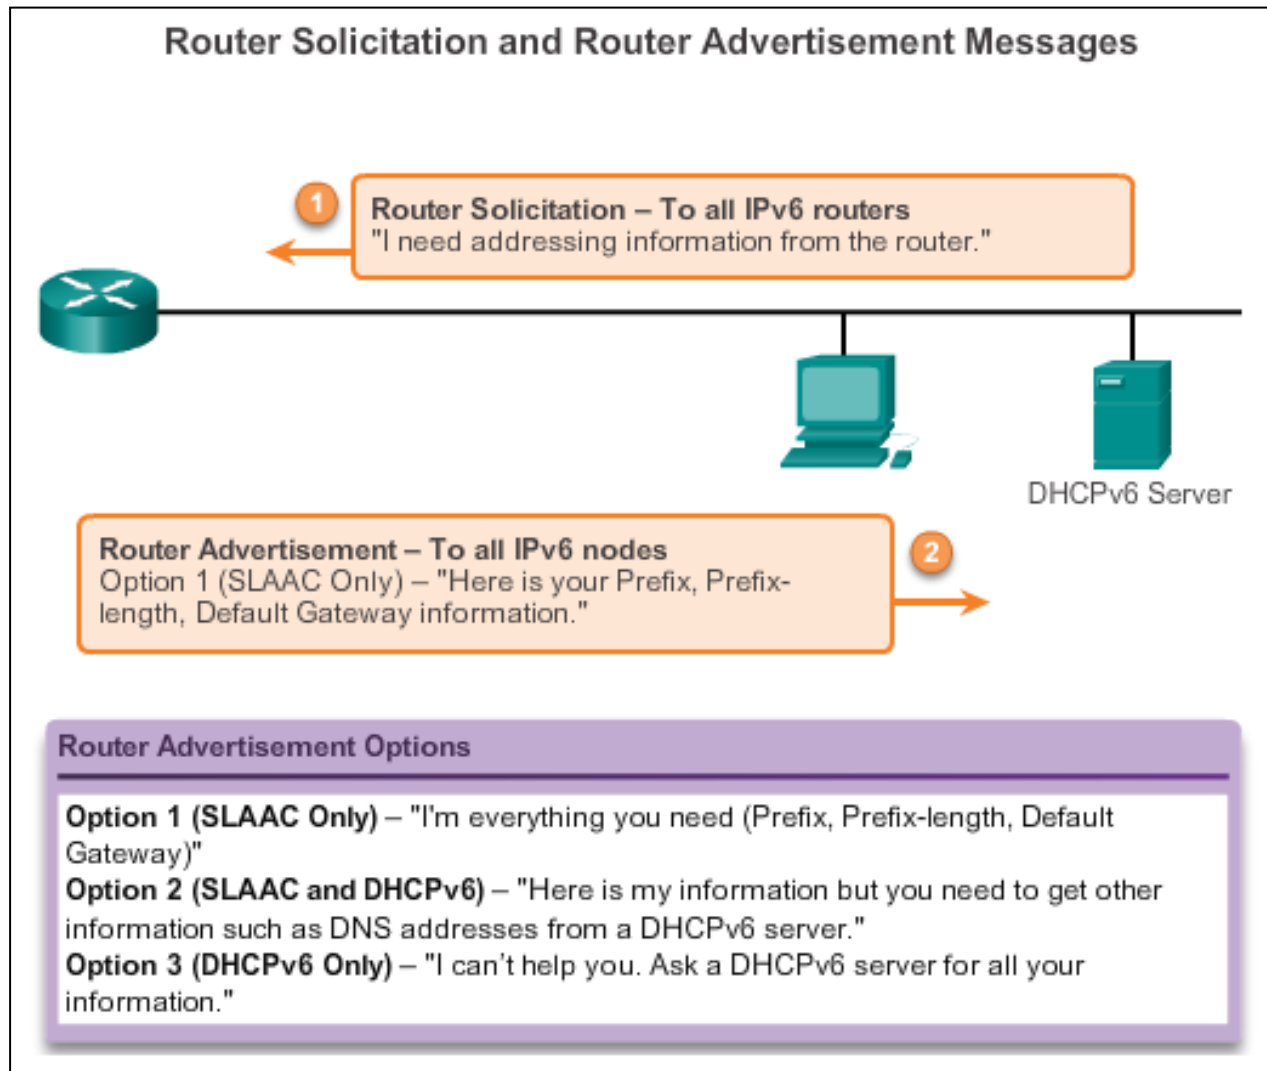 Router Solicitation and Router Advertisement Messages
1
Router Solicitation – To all IPv6 routers
"I need addressing information from the router."
DHCPv6 Server
Router Advertisement – To all IPv6 nodes
Option 1 (SLAAC Only) – "Here is your Prefix, Prefix-
length, Default Gateway information."
2
Router Advertisement Options
Option 1 (SLAAC Only) – "I'm everything you need (Prefix, Prefix-length, Default
Gateway)"
Option 2 (SLAAC and DHCPv6) – "Here is my information but you need to get other
information such as DNS addresses from a DHCPv6 server."
Option 3 (DHCPv6 Only) – "I can't help you. Ask a DHCPv6 server for all your
information."